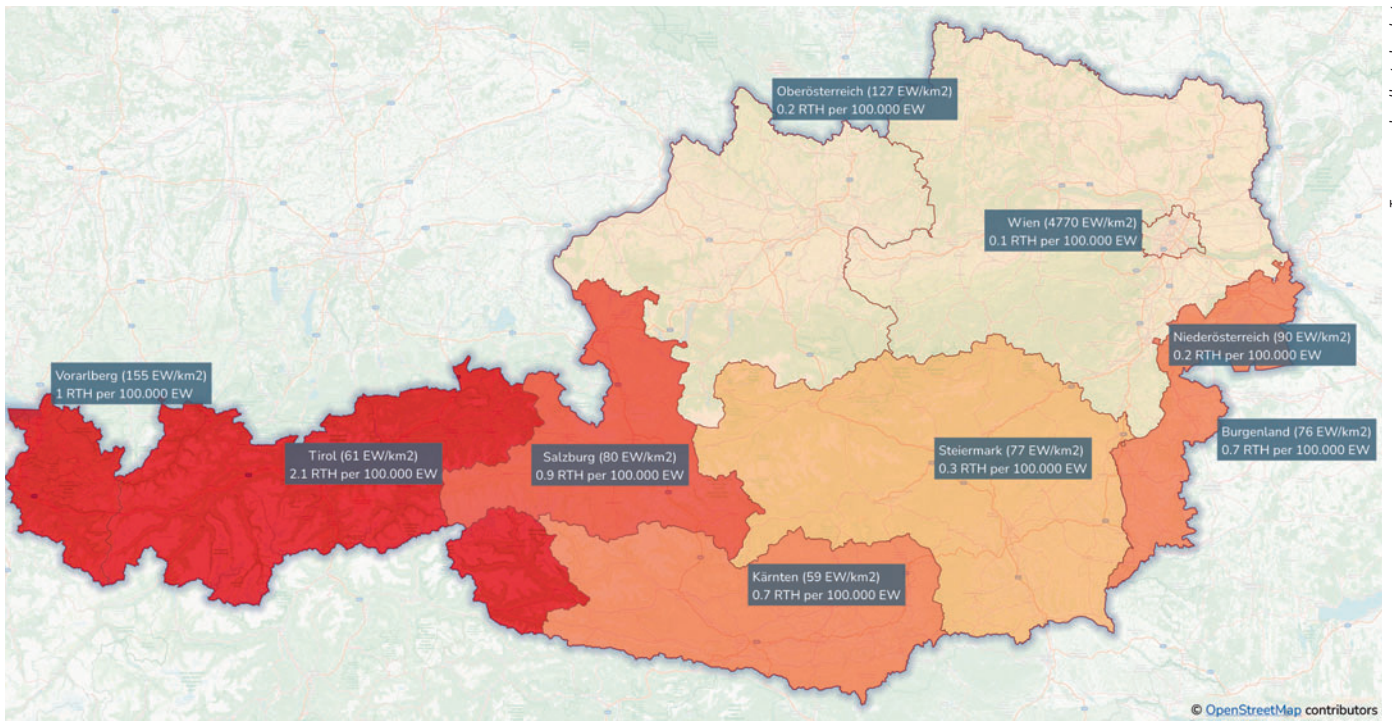 Oberösterreich (127 EW/km2)
0.2 RTH per 100.000 EW
Wien (4770 EW/km2)
0.1 RTH per 100.000 EW
Niederösterreich (90 EW/km2)
0.2 RTH per 100.000 EW
Vorarlberg (155 EW/km2)
1 RTH per 100.000 EW
Tirol (61 EW/km2)
2.1 RTH per 100.000 EW
Salzburg (80 EW/km2)
0.9 RTH per 100.000 EW
Steiermark (77 EW/km2)
0.3 RTH per 100.000 EW
Burgenland (76 EW/km2)
0.7 RTH per 100.000 EW
Kärnten (59 EW/km2)
0.7 RTH per 100.000 EW
© OpenStreetMap contributors